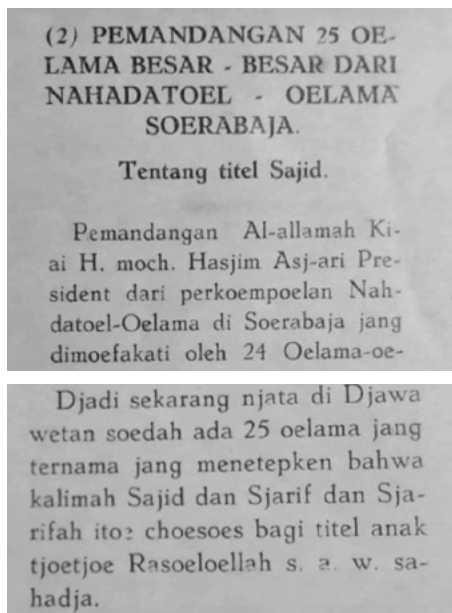 (2) PEMANDANGAN 25 OE-
LAMA BESAR - BESAR DARI
NAHADATOEL - OELAMA
SOERABAJA.
Tentang titel Sajid.
Pemandangan Al-allamah Ki-
ai H. moch. Hasjim Asj-ari Pre-
sident dari perkoempoelan Nah-
datoel-Oelama di Soerabaja jang
dimoefakati oleh 24 Oelama-oe-
Djadi sekarang njata di Djawa
wetan soedah ada 25 oelama jang
ternama jang menetepken bahwa
kalimah Sajid dan Sjarif dan Sja-
rifah itoe choesoes bagi titel anak
tjoetjoe Rasoeloellah s. a. w. sa-
hadja.